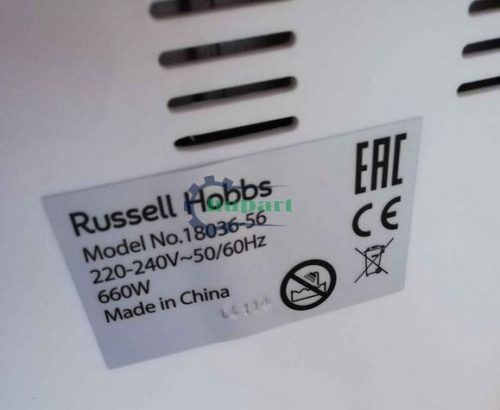 Russell Hobbs
Model No.18036-56
220-240V~50/60Hz
660W
Made in China
EAC
CE